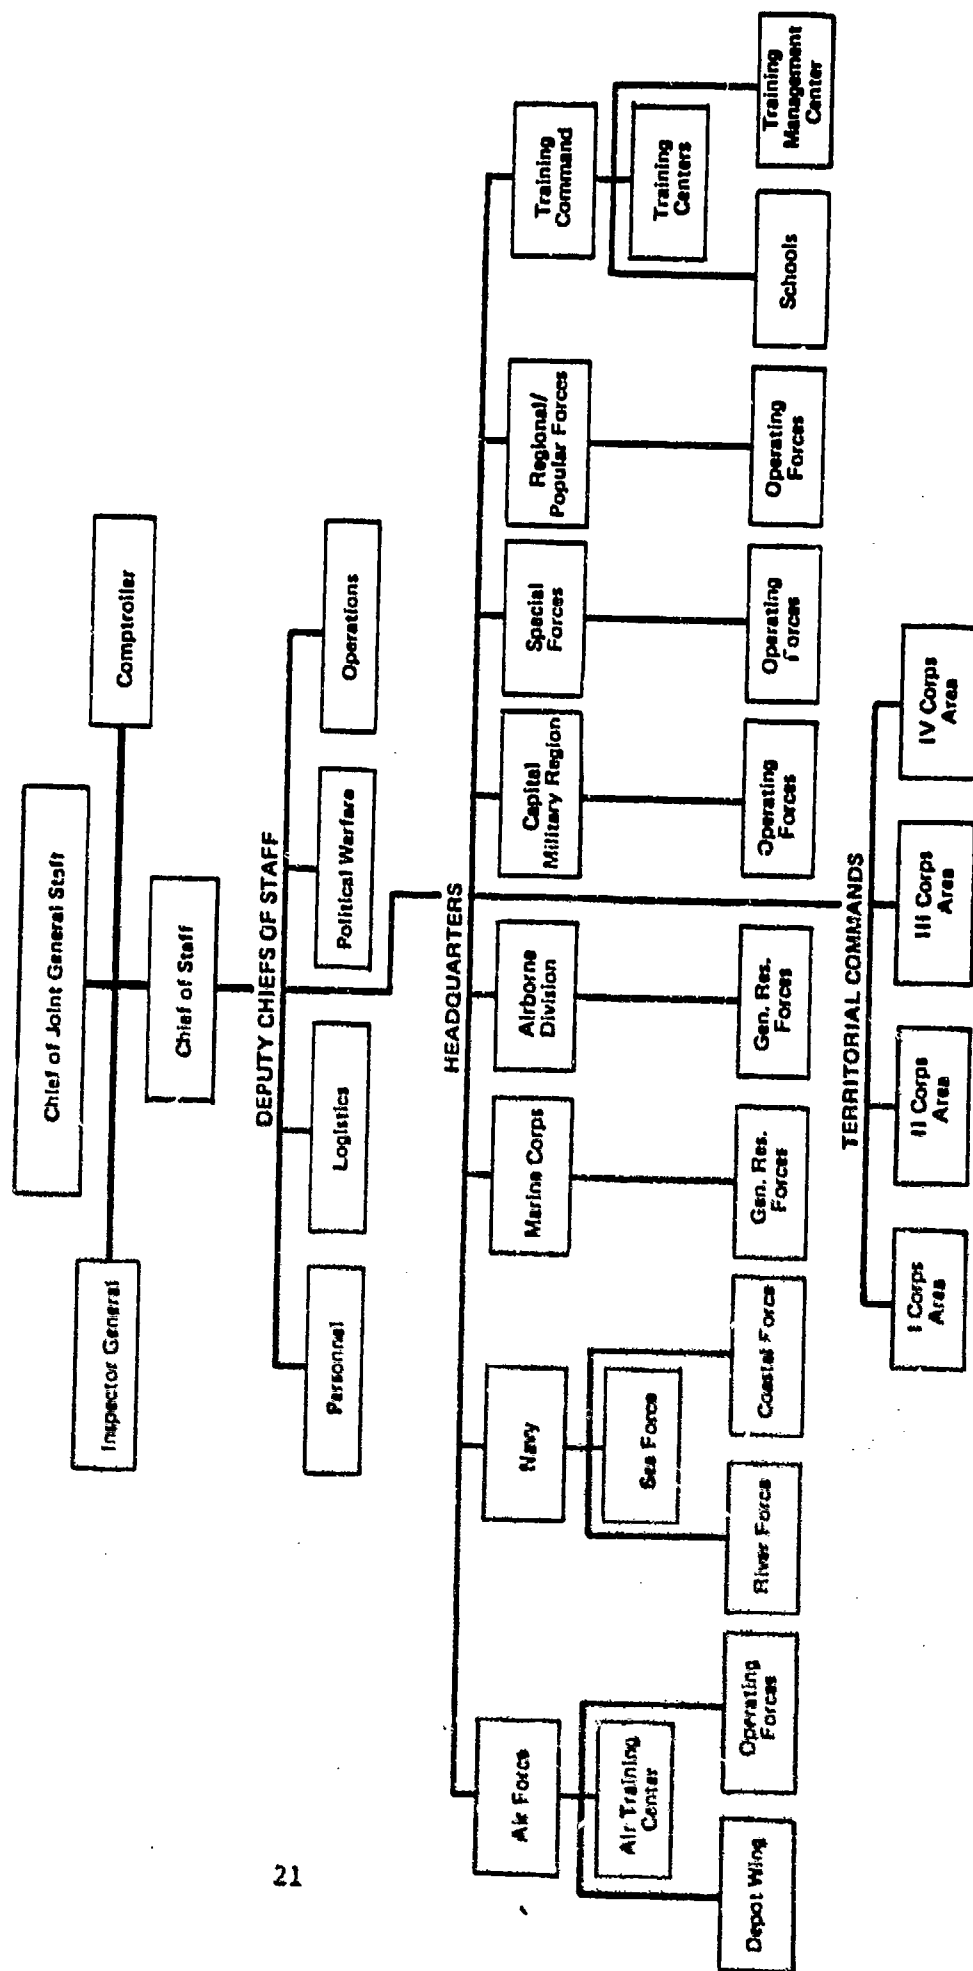 Chief of Joint General Staff
Inspector General
Comptroller
Chief of Staff
DEPUTY CHIEFS OF STAFF
Personnel
Logistics
Political Warfare
Operations
HEADQUARTERS
Air Force
Navy
Marine Corps
Airborne
Division
Capital
Military Region
Special
Forces
Regional/
Popular Forces
Training
Command
Air Training
Center
Sea Force
Training
Centers
Depot Wing
Operating
Forces
River Force
Coastal Force
Gen. Res.
Forces
Gen. Res.
Forces
Operating
Forces
Operating
Forces
Operating
Forces
Schools
Training
Management
Center
TERRITORIAL COMMANDS
I Corps
Area
II Corps
Area
III Corps
Area
IV Corps
Area
21